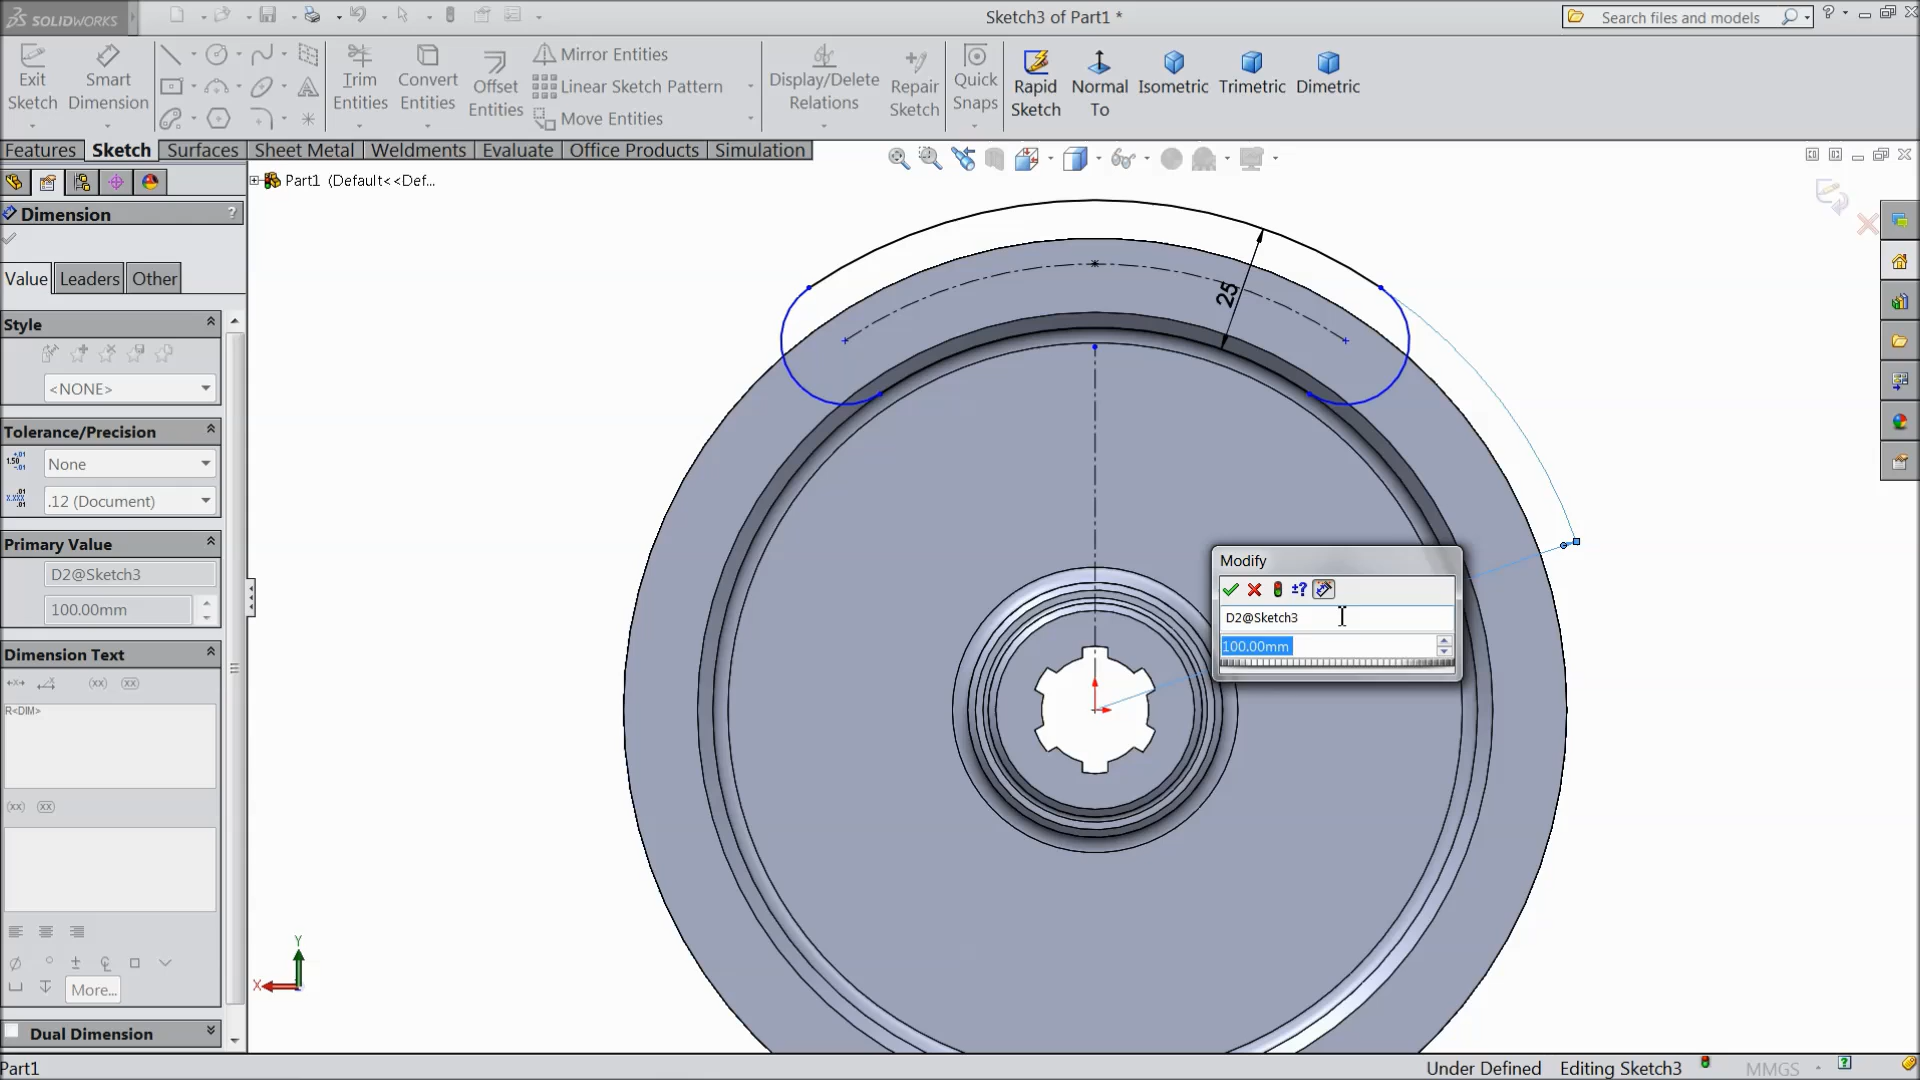 SOLIDWORKS
Sketch3 of Part1 *
Search files and models
?
Exit Sketch
Smart Dimension
Trim Entities
Convert Entities
Offset Entities
Mirror Entities
Linear Sketch Pattern
Move Entities
Display/Delete Relations
Repair Sketch
Quick Snaps
Rapid Sketch
Normal To
Isometric
Trimetric
Dimetric
Features
Sketch
Surfaces
Sheet Metal
Weldments
Evaluate
Office Products
Simulation
Part1 (Default<<Def...
Dimension
?
Value
Leaders
Other
Style
<NONE>
Tolerance/Precision
None
.12 (Document)
Primary Value
D2@Sketch3
100.00mm
Dimension Text
(xx)
R<DIM>
(xx)
More...
Dual Dimension
25
Modify
±?
D2@Sketch3
100.00mm
Y
X
Part1
Under Defined
Editing Sketch3
MMGS
?